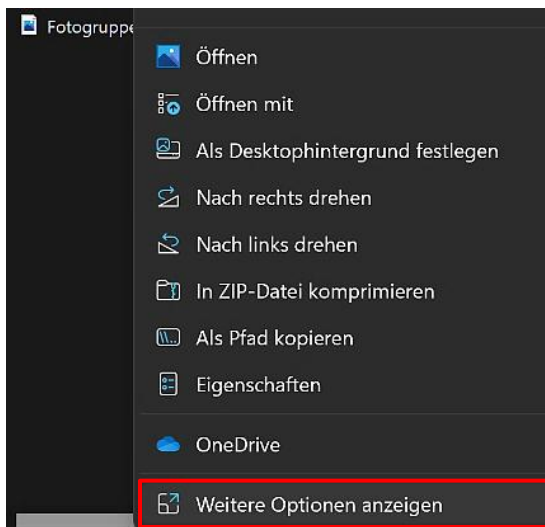 Fotogruppe
Öffnen
Öffnen mit
Als Desktophintergrund festlegen
Nach rechts drehen
Nach links drehen
In ZIP-Datei komprimieren
Als Pfad kopieren
Eigenschaften
OneDrive
Weitere Optionen anzeigen